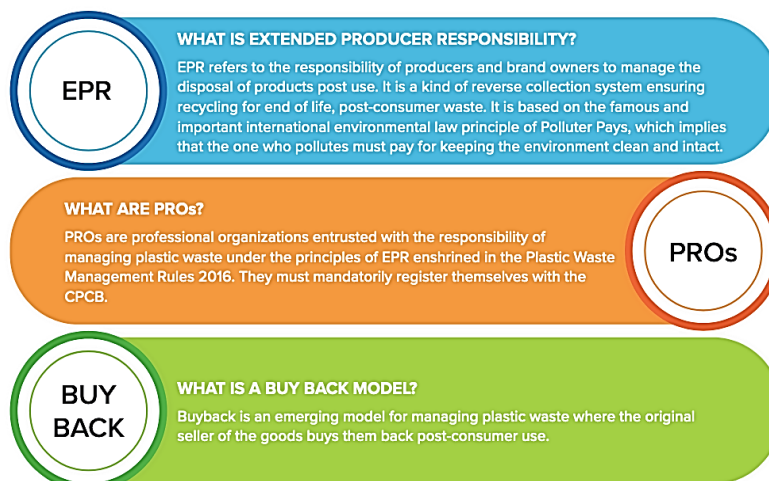 EPR
WHAT IS EXTENDED PRODUCER RESPONSIBILITY?
EPR refers to the responsibility of producers and brand owners to manage the
disposal of products post use. It is a kind of reverse collection system ensuring
recycling for end of life, post-consumer waste. It is based on the famous and
important international environmental law principle of Polluter Pays, which implies
that the one who pollutes must pay for keeping the environment clean and intact.
WHAT ARE PROs?
PROs are professional organizations entrusted with the responsibility of
managing plastic waste under the principles of EPR enshrined in the Plastic Waste
Management Rules 2016. They must mandatorily register themselves with the
CPCB.
PROs
BUY
BACK
WHAT IS A BUY BACK MODEL?
Buyback is an emerging model for managing plastic waste where the original
seller of the goods buys them back post-consumer use.